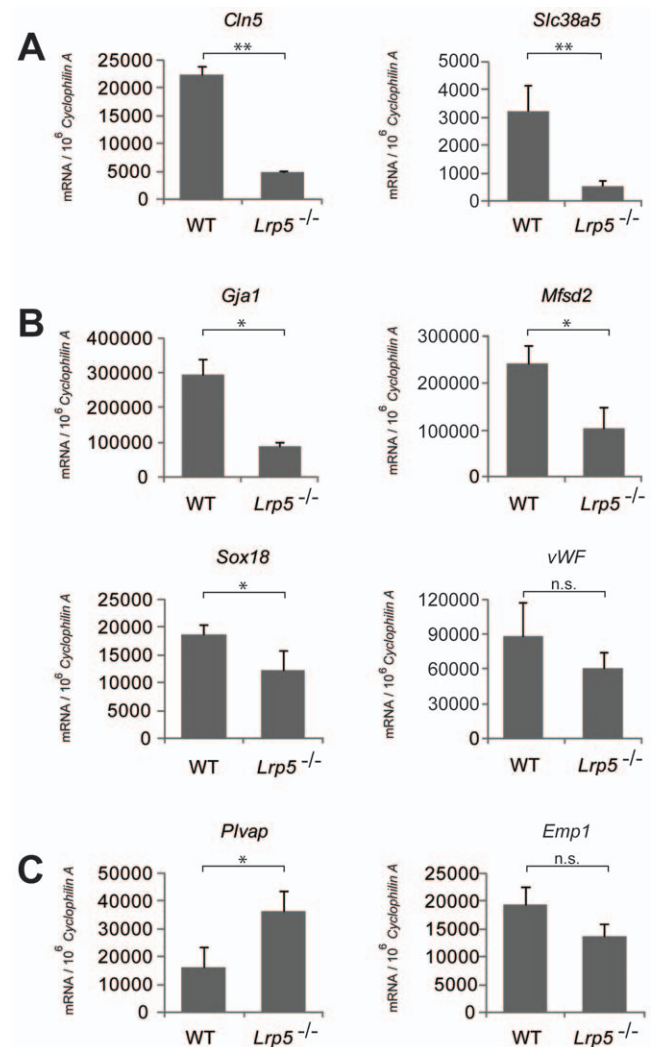 A
Cln5
**
mRNA / 10^6 Cyclophilin A
25000
20000
15000
10000
5000
0
WT Lrp5 -/-
Slc38a5
**
mRNA / 10^6 Cyclophilin A
5000
4000
3000
2000
1000
0
WT Lrp5 -/-
B
Gja1
*
mRNA / 10^6 Cyclophilin A
400000
300000
200000
100000
0
WT Lrp5 -/-
Mfsd2
*
mRNA / 10^6 Cyclophilin A
300000
200000
100000
0
WT Lrp5 -/-
Sox18
*
mRNA / 10^6 Cyclophilin A
25000
20000
15000
10000
5000
0
WT Lrp5 -/-
vWF
n.s.
mRNA / 10^6 Cyclophilin A
120000
90000
60000
30000
0
WT Lrp5 -/-
C
Plvap
*
mRNA / 10^6 Cyclophilin A
50000
40000
30000
20000
10000
0
WT Lrp5 -/-
Emp1
n.s.
mRNA / 10^6 Cyclophilin A
25000
20000
15000
10000
5000
0
WT Lrp5 -/-